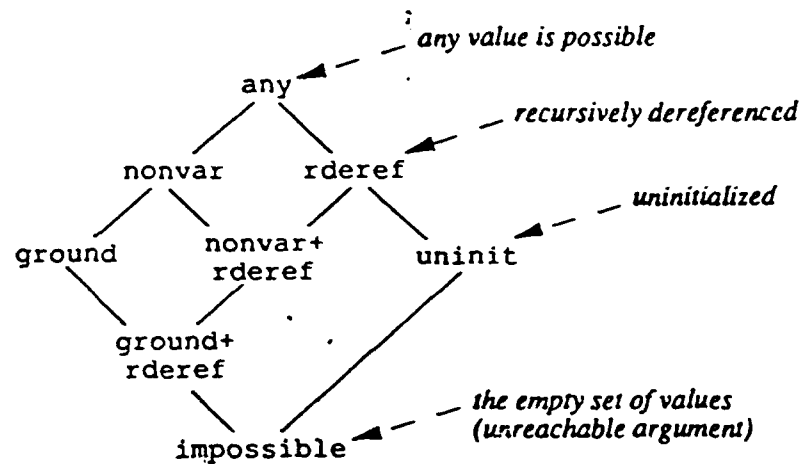 any value is possible
any
recursively dereferenced
nonvar
rderef
uninitialized
ground
nonvar+
rderef
uninit
ground+
rderef
the empty set of values
(unreachable argument)
impossible